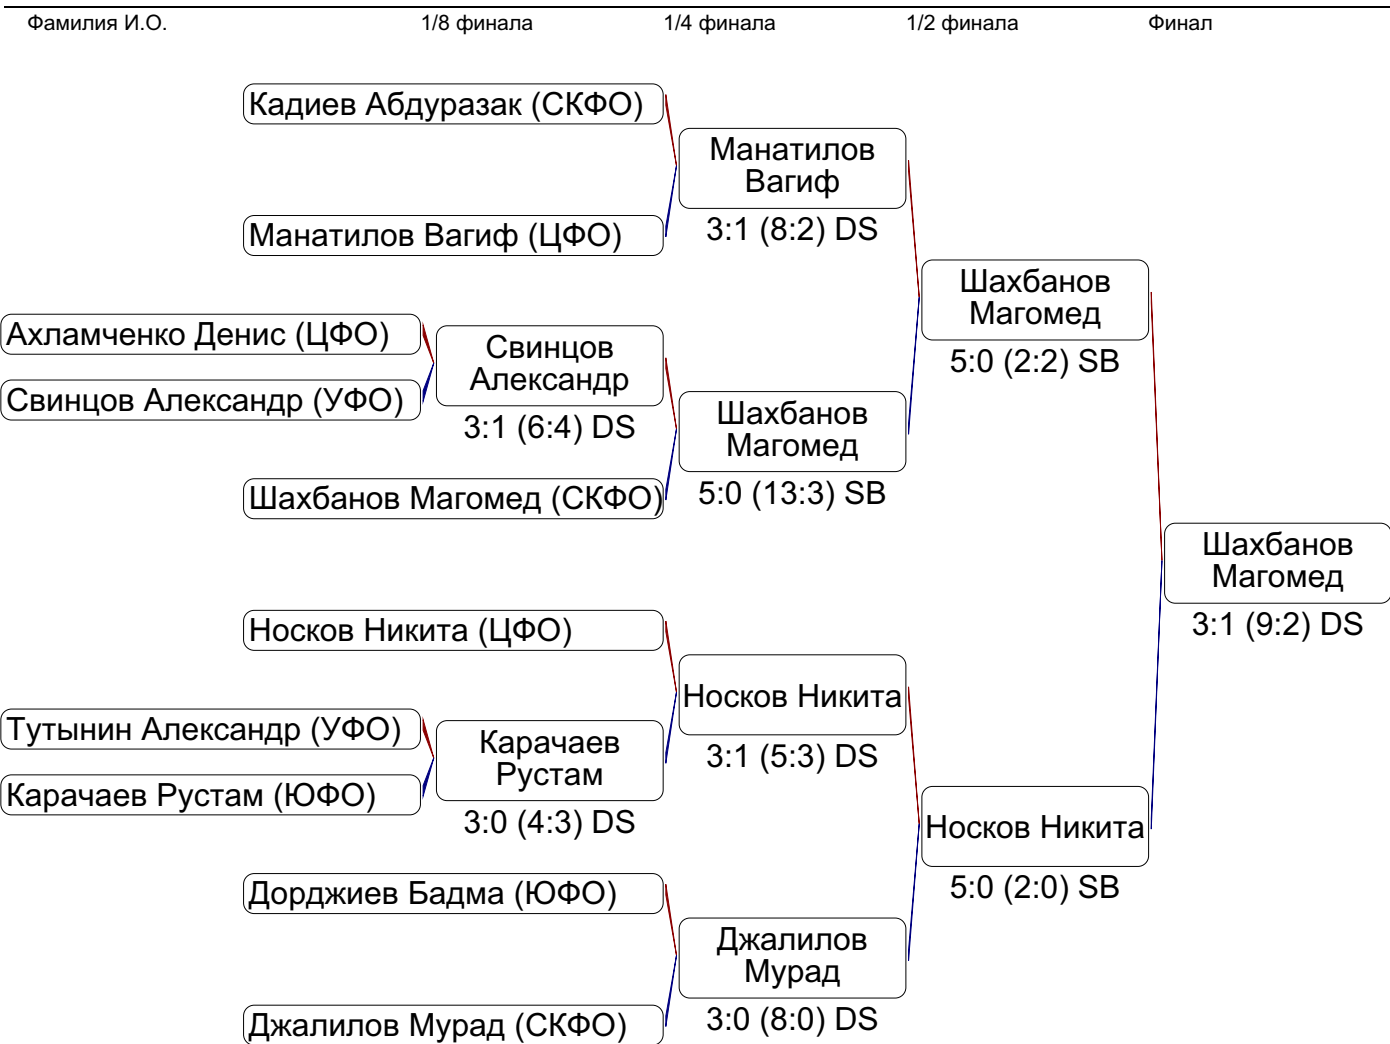 Фамилия И.О. 1/8 финала 1/4 финала 1/2 финала Финал
Кадиев Абдуразак (СКФО)
Манатилов
Вагиф
3:1 (8:2) DS
Манатилов Вагиф (ЦФО)
Шахбанов
Магомед
5:0 (2:2) SB
Ахламченко Денис (ЦФО)
Свинцов
Александр
3:1 (6:4) DS
Свинцов Александр (УФО)
Шахбанов
Магомед
5:0 (13:3) SB
Шахбанов Магомед (СКФО)
Шахбанов
Магомед
3:1 (9:2) DS
Носков Никита (ЦФО)
Носков Никита
3:1 (5:3) DS
Тутынин Александр (УФО)
Карачаев
Рустам
3:0 (4:3) DS
Карачаев Рустам (ЮФО)
Носков Никита
5:0 (2:0) SB
Дорджиев Бадма (ЮФО)
Джалилов
Мурад
3:0 (8:0) DS
Джалилов Мурад (СКФО)